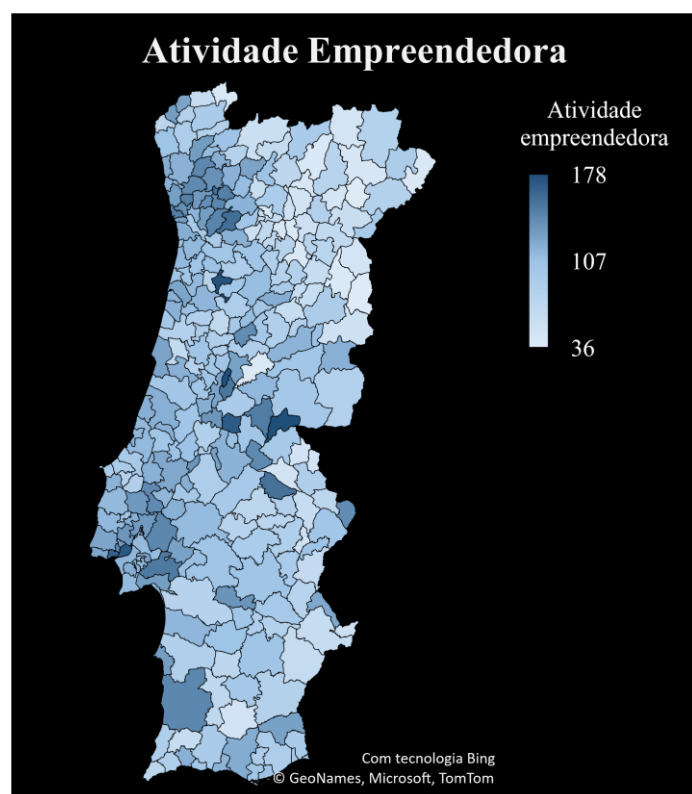 Atividade Empreendedora
Atividade
empreendedora
178
107
36
Com tecnologia Bing
© GeoNames, Microsoft, TomTom